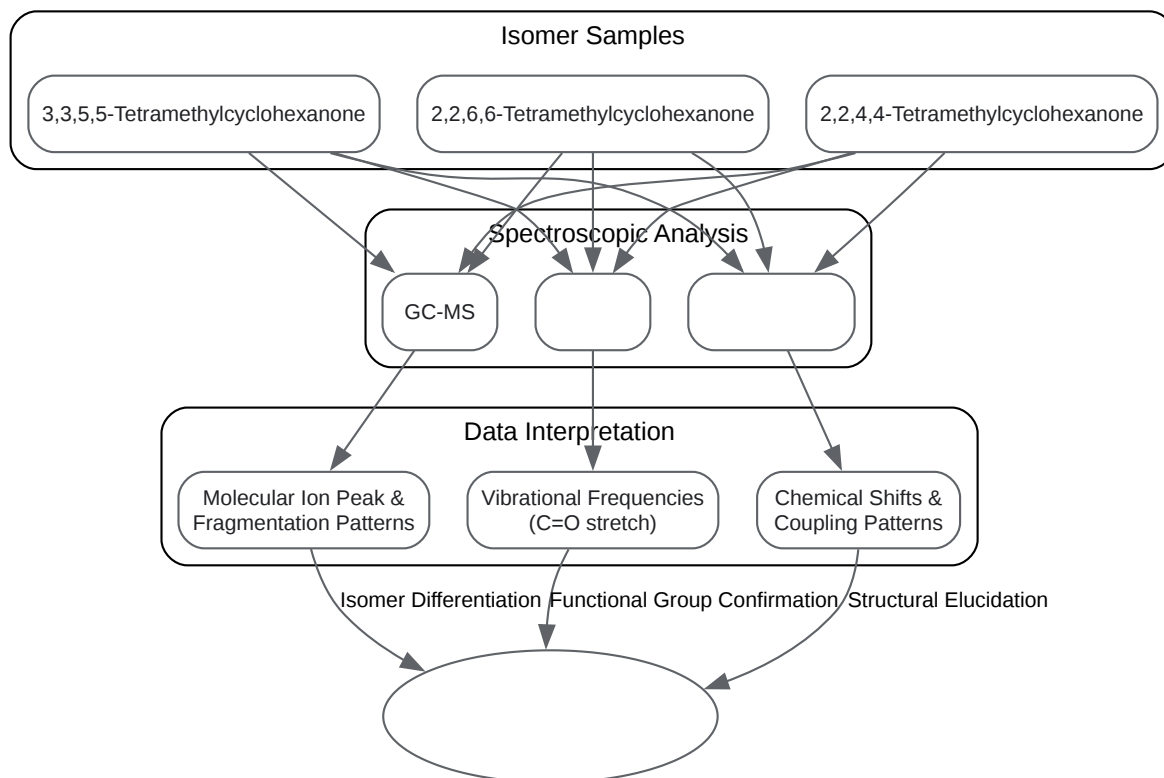 Isomer Samples
3,3,5,5-Tetramethylcyclohexanone
2,2,6,6-Tetramethylcyclohexanone
2,2,4,4-Tetramethylcyclohexanone
Spectroscopic Analysis
GC-MS
Data Interpretation
Molecular Ion Peak &
Fragmentation Patterns
Vibrational Frequencies
(C=O stretch)
Chemical Shifts &
Coupling Patterns
Isomer Differentiation
Functional Group Confirmation
Structural Elucidation